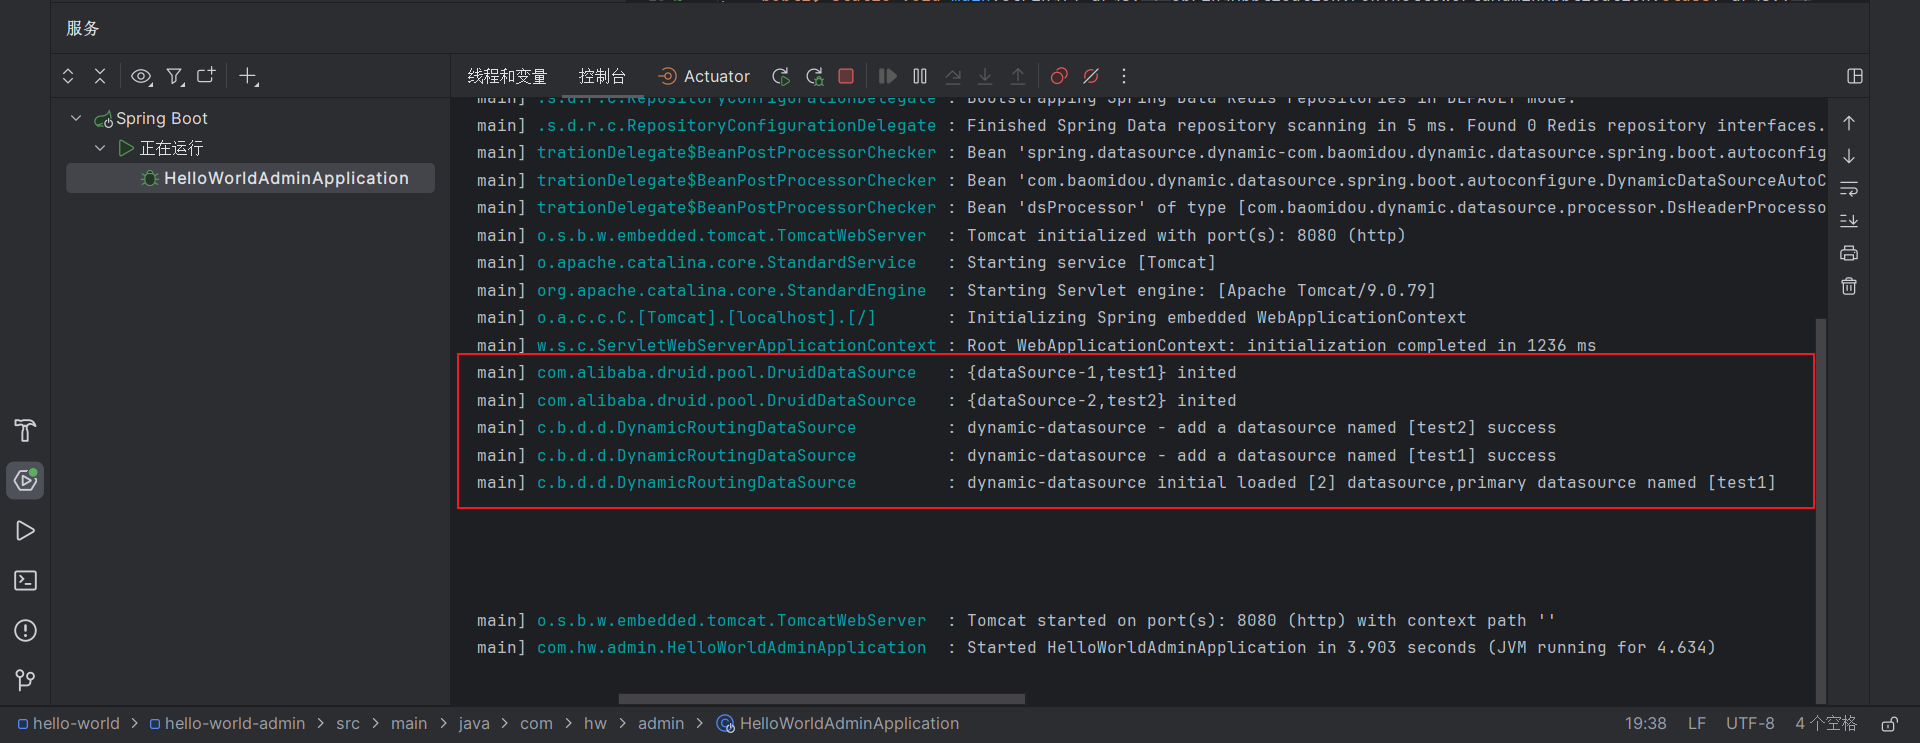 服务
线程和变量 控制台 Actuator
Spring Boot
正在运行
HelloWorldAdminApplication
main] .s.d.r.c.RepositoryConfigurationDelegate : Bootstrapping Spring Data Redis repositories in DEFAULT mode.
main] .s.d.r.c.RepositoryConfigurationDelegate : Finished Spring Data repository scanning in 5 ms. Found 0 Redis repository interfaces.
main] trationDelegate$BeanPostProcessorChecker : Bean 'spring.datasource.dynamic-com.baomidou.dynamic.datasource.spring.boot.autoconfig
main] trationDelegate$BeanPostProcessorChecker : Bean 'com.baomidou.dynamic.datasource.spring.boot.autoconfigure.DynamicDataSourceAutoC
main] trationDelegate$BeanPostProcessorChecker : Bean 'dsProcessor' of type [com.baomidou.dynamic.datasource.processor.DsHeaderProcesso
main] o.s.b.w.embedded.tomcat.TomcatWebServer : Tomcat initialized with port(s): 8080 (http)
main] o.apache.catalina.core.StandardService : Starting service [Tomcat]
main] org.apache.catalina.core.StandardEngine : Starting Servlet engine: [Apache Tomcat/9.0.79]
main] o.a.c.c.C.[Tomcat].[localhost].[/] : Initializing Spring embedded WebApplicationContext
main] w.s.c.ServletWebServerApplicationContext : Root WebApplicationContext: initialization completed in 1236 ms
main] com.alibaba.druid.pool.DruidDataSource : {dataSource-1,test1} inited
main] com.alibaba.druid.pool.DruidDataSource : {dataSource-2,test2} inited
main] c.b.d.d.DynamicRoutingDataSource : dynamic-datasource - add a datasource named [test2] success
main] c.b.d.d.DynamicRoutingDataSource : dynamic-datasource - add a datasource named [test1] success
main] c.b.d.d.DynamicRoutingDataSource : dynamic-datasource initial loaded [2] datasource,primary datasource named [test1]
main] o.s.b.w.embedded.tomcat.TomcatWebServer : Tomcat started on port(s): 8080 (http) with context path ''
main] com.hw.admin.HelloWorldAdminApplication : Started HelloWorldAdminApplication in 3.903 seconds (JVM running for 4.634)
hello-world > hello-world-admin > src > main > java > com > hw > admin > HelloWorldAdminApplication 19:38 LF UTF-8 4 个空格